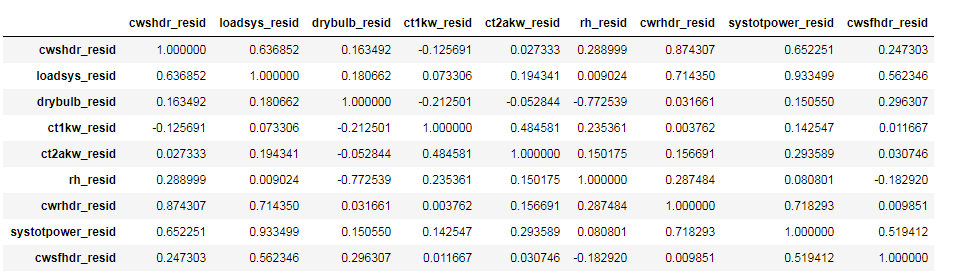 cwshdr_resid loadsys_resid drybulb_resid ct1kw_resid ct2akw_resid rh_resid cwrhdr_resid systotpower_resid cwsfhdr_resid
cwshdr_resid 1.000000 0.636852 0.163492 -0.125691 0.027333 0.288999 0.874307 0.652251 0.247303
loadsys_resid 0.636852 1.000000 0.180662 0.073306 0.194341 0.009024 0.714350 0.933499 0.562346
drybulb_resid 0.163492 0.180662 1.000000 -0.212501 -0.052844 -0.772539 0.031661 0.150550 0.296307
ct1kw_resid -0.125691 0.073306 -0.212501 1.000000 0.484581 0.235361 0.003762 0.142547 0.011667
ct2akw_resid 0.027333 0.194341 -0.052844 0.484581 1.000000 0.150175 0.156691 0.293589 0.030746
rh_resid 0.288999 0.009024 -0.772539 0.235361 0.150175 1.000000 0.287484 0.080801 -0.182920
cwrhdr_resid 0.874307 0.714350 0.031661 0.003762 0.156691 0.287484 1.000000 0.718293 0.009851
systotpower_resid 0.652251 0.933499 0.150550 0.142547 0.293589 0.080801 0.718293 1.000000 0.519412
cwsfhdr_resid 0.247303 0.562346 0.296307 0.011667 0.030746 -0.182920 0.009851 0.519412 1.000000